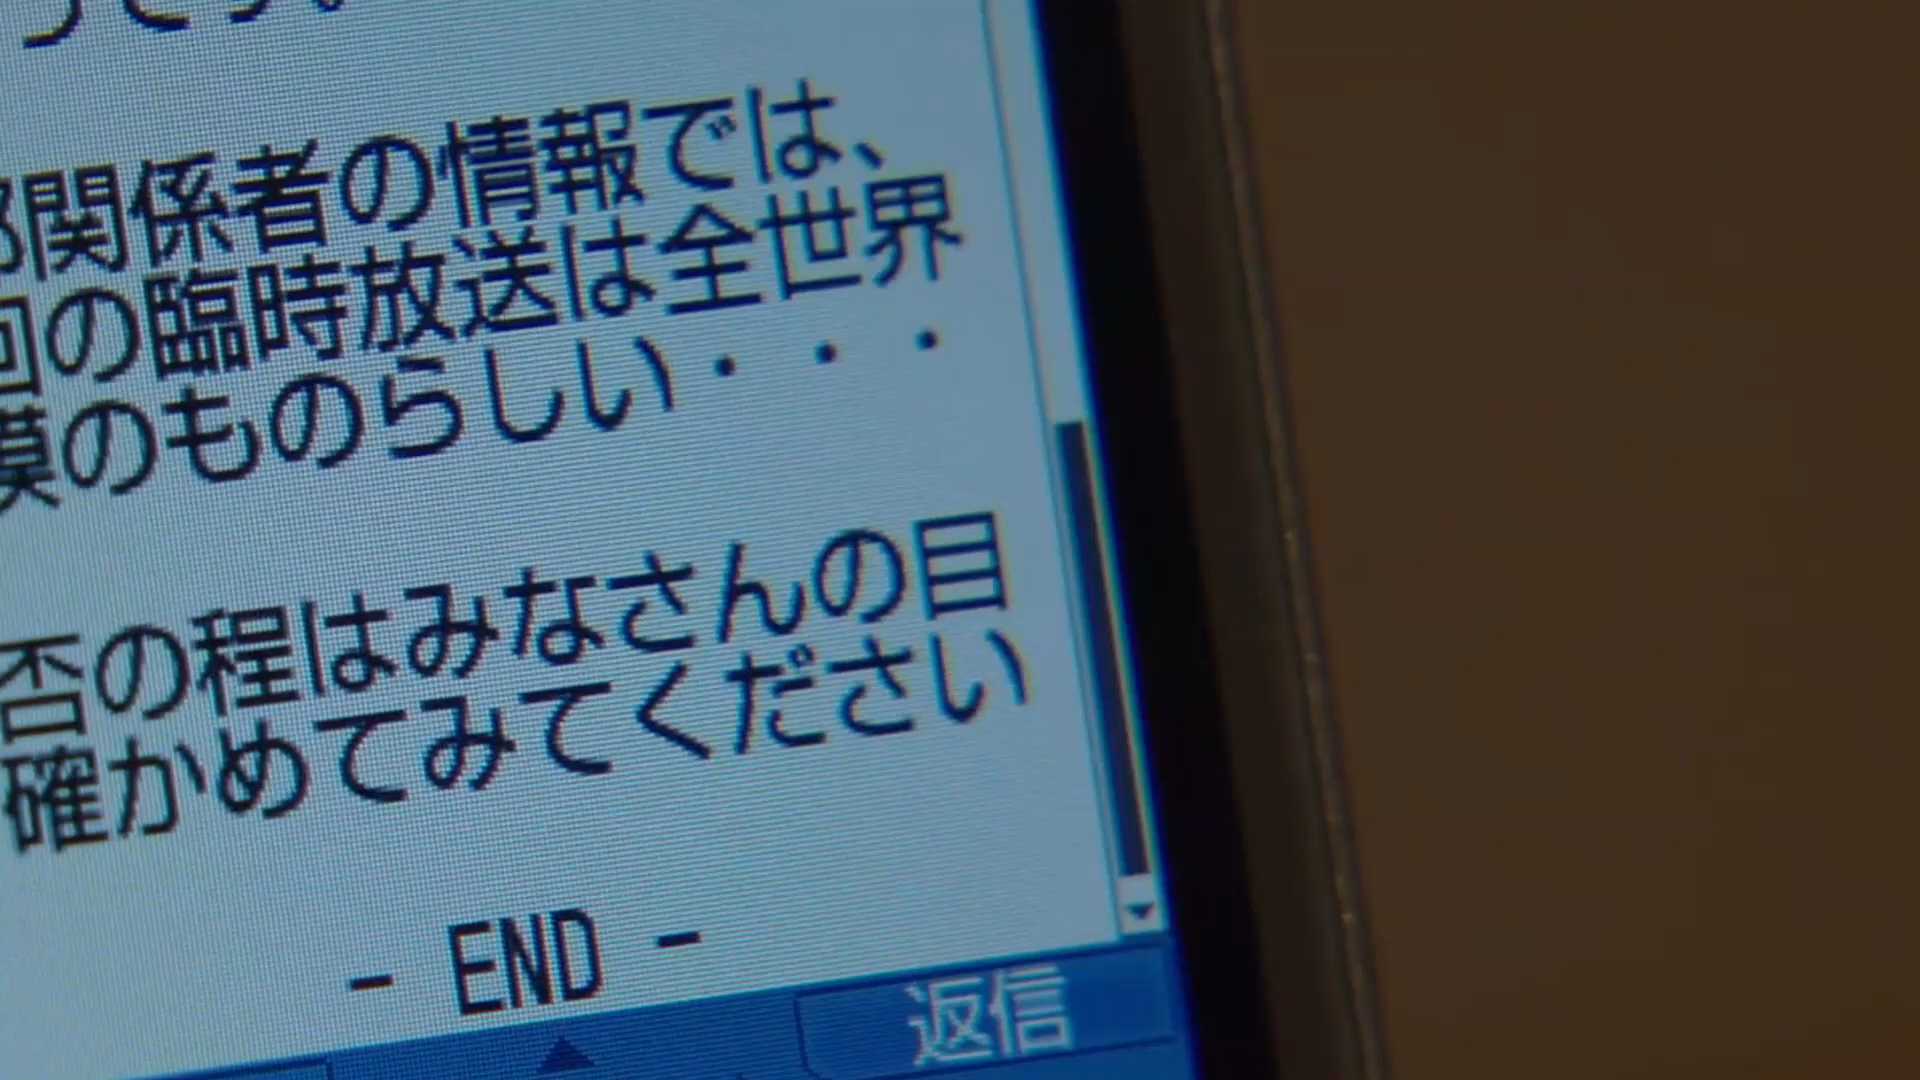 部関係者の情報では、
回の臨時放送は全世界
模のものらしい・・・
否の程はみなさんの目
確かめてみてください
- END -
返信